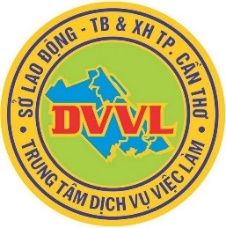 SỞ LAO ĐỘNG - TB & XH TP. CẦN THƠ
DVVL
TRUNG TÂM DỊCH VỤ VIỆC LÀM